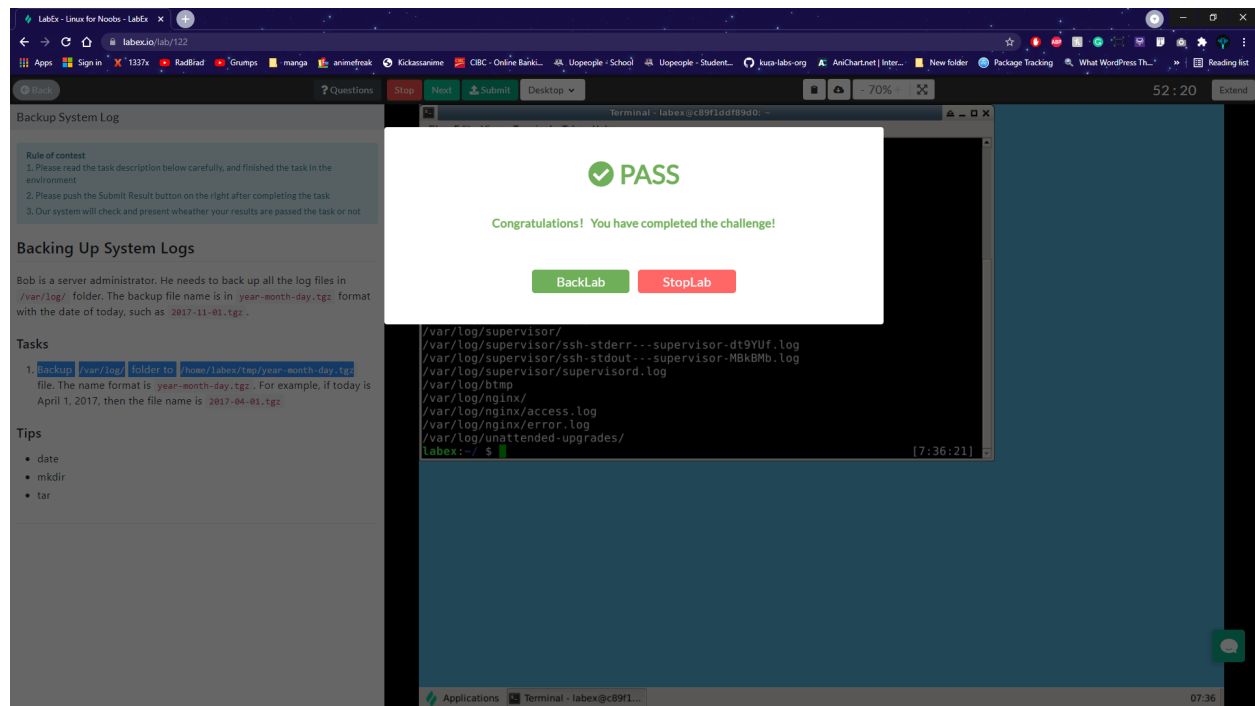 LabEx - Linux for Noobs - LabEx
labex.io/lab/122
Apps Sign in 1337x RadBrad Grumps manga animefreak Kickassanime CIBC - Online Banki... Uopeople - School Uopeople - Student... kura-labs-org AniChart.net | Inter... New folder Package Tracking What WordPress Th... » Reading list
Back ? Questions Stop Next Submit Desktop - 70% + 52:20 Extend
Backup System Log
Terminal - labex@c89f1ddf89d0: ~
Rule of contest
1. Please read the task description below carefully, and finished the task in the
environment
2. Please push the Submit Result button on the right after completing the task
3. Our system will check and present wheather your results are passed the task or not
PASS
Congratulations! You have completed the challenge!
BackLab StopLab
Backing Up System Logs
Bob is a server administrator. He needs to back up all the log files in
/var/log/ folder. The backup file name is in year-month-day.tgz format
with the date of today, such as 2017-11-01.tgz .
Tasks
1. Backup /var/log/ folder to /home/labex/tmp/year-month-day.tgz
file. The name format is year-month-day.tgz . For example, if today is
April 1, 2017, then the file name is 2017-04-01.tgz
Tips
• date
• mkdir
• tar
/var/log/supervisor/
/var/log/supervisor/ssh-stderr---supervisor-dt9YUf.log
/var/log/supervisor/ssh-stdout---supervisor-MBkBMb.log
/var/log/supervisor/supervisord.log
/var/log/btmp
/var/log/nginx/
/var/log/nginx/access.log
/var/log/nginx/error.log
/var/log/unattended-upgrades/
labex:~/ $ [7:36:21]
Applications Terminal - labex@c89f1... 07:36